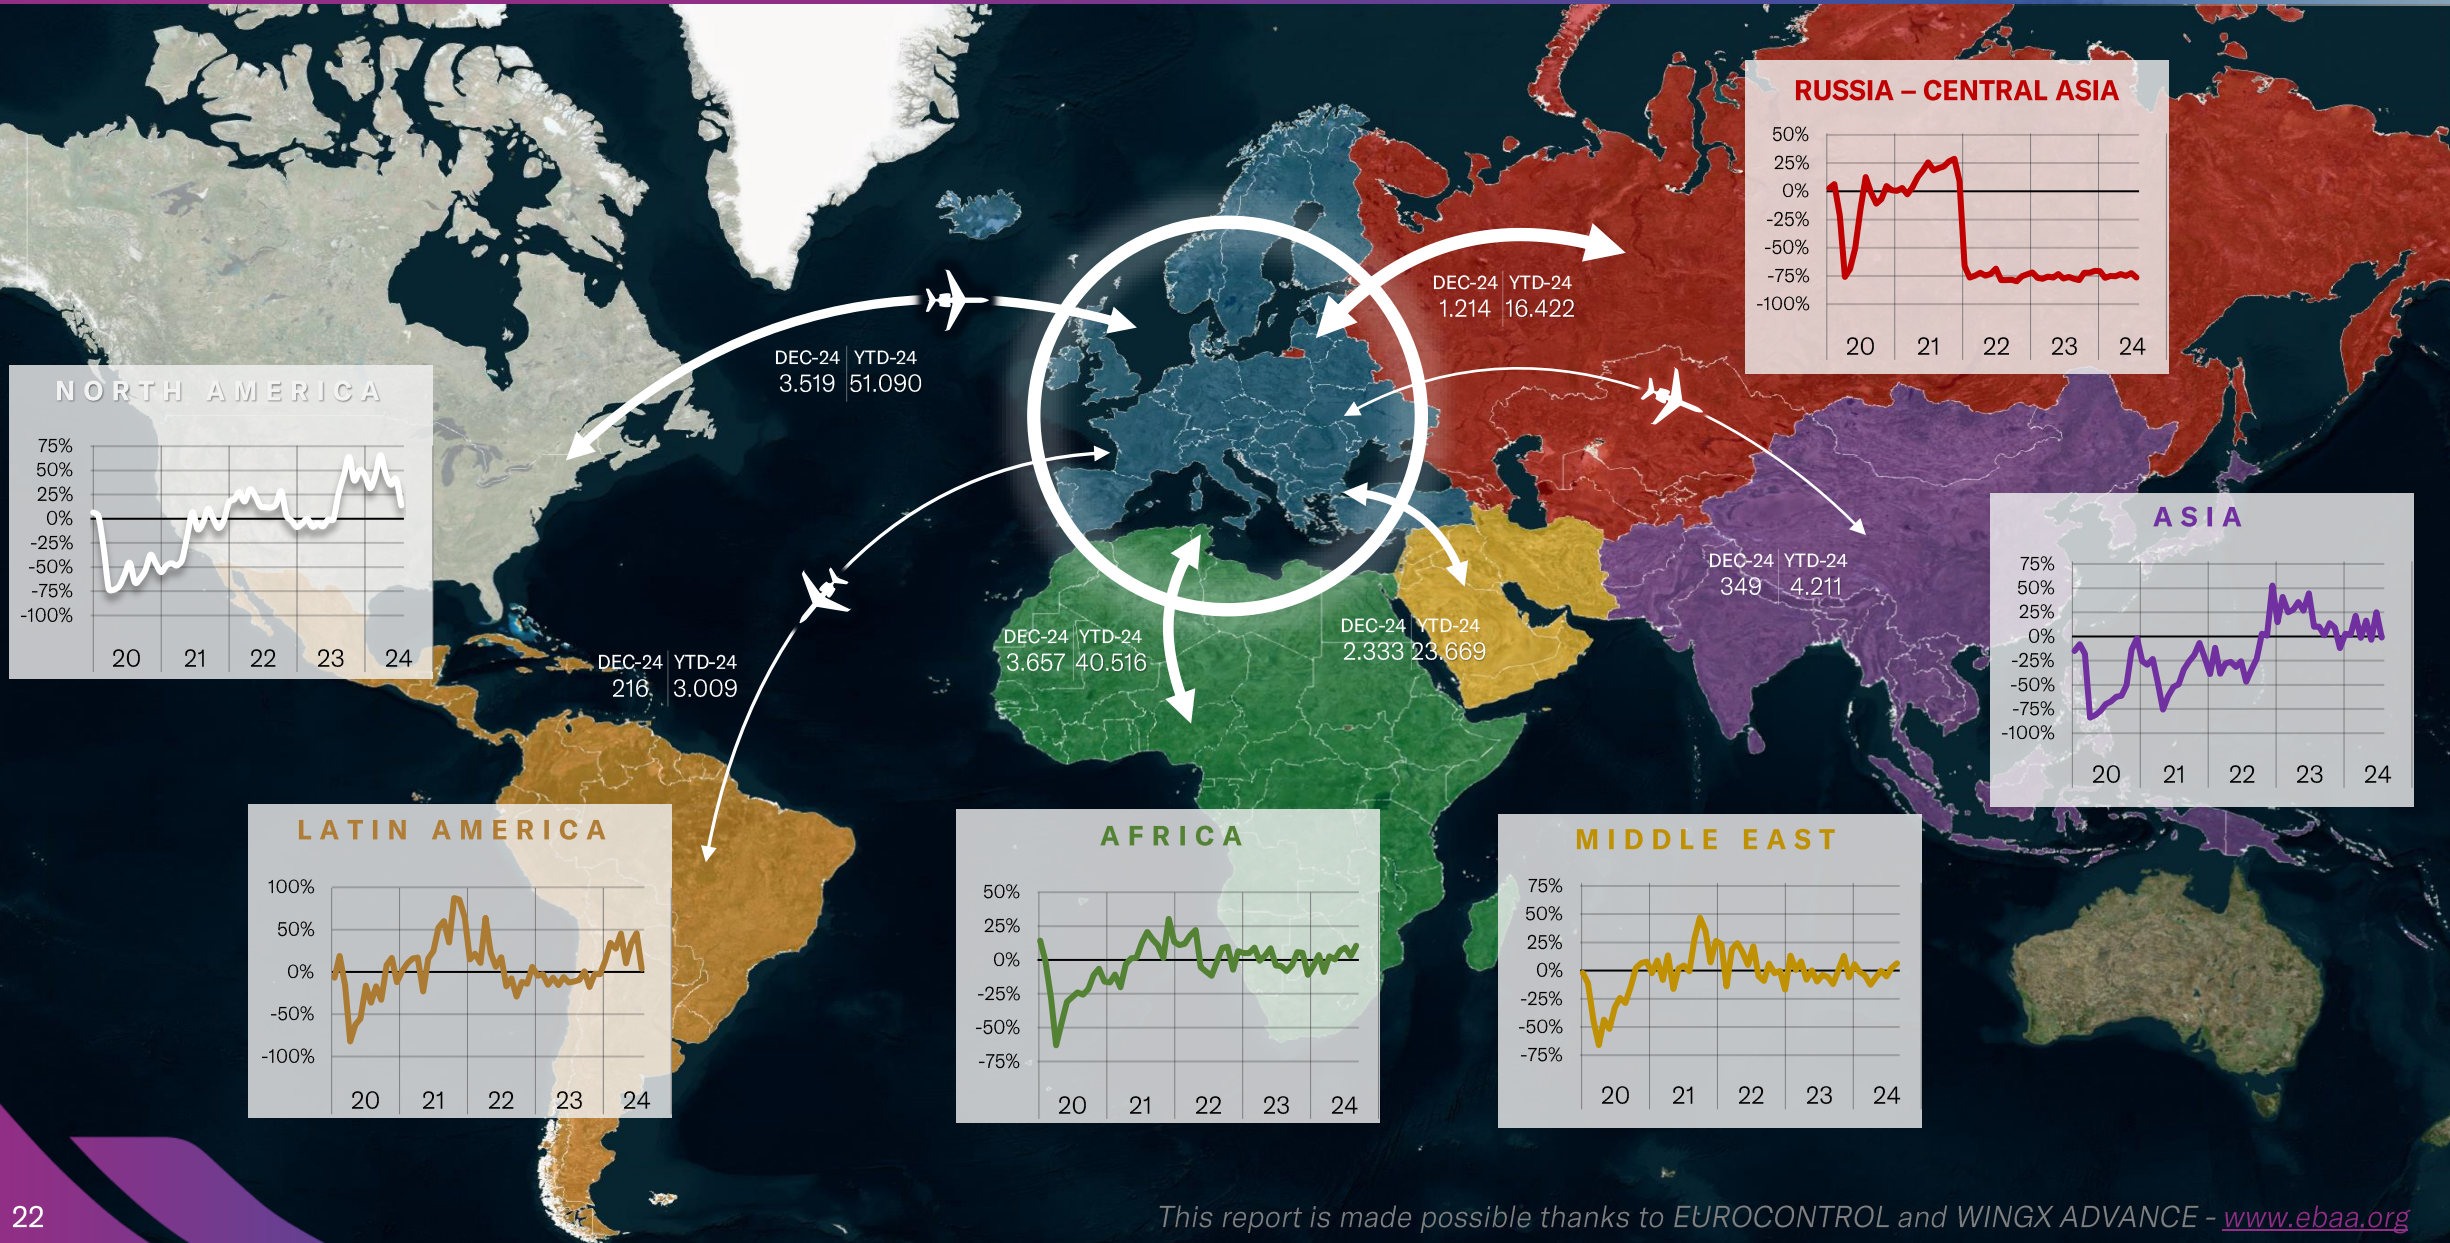 RUSSIA – CENTRAL ASIA
50%
25%
0%
-25%
-50%
-75%
-100%
20 21 22 23 24
DEC-24 YTD-24
1.214 16.422
DEC-24 YTD-24
3.519 51.090
NORTH AMERICA
75%
50%
25%
0%
-25%
-50%
-75%
-100%
20 21 22 23 24
ASIA
75%
50%
25%
0%
-25%
-50%
-75%
-100%
20 21 22 23 24
DEC-24 YTD-24
349 4.211
DEC-24 YTD-24
2.333 23.669
DEC-24 YTD-24
3.657 40.516
DEC-24 YTD-24
216 3.009
LATIN AMERICA
100%
50%
0%
-50%
-100%
20 21 22 23 24
AFRICA
50%
25%
0%
-25%
-50%
-75%
20 21 22 23 24
MIDDLE EAST
75%
50%
25%
0%
-25%
-50%
-75%
20 21 22 23 24
22
This report is made possible thanks to EUROCONTROL and WINGX ADVANCE - www.ebaa.org